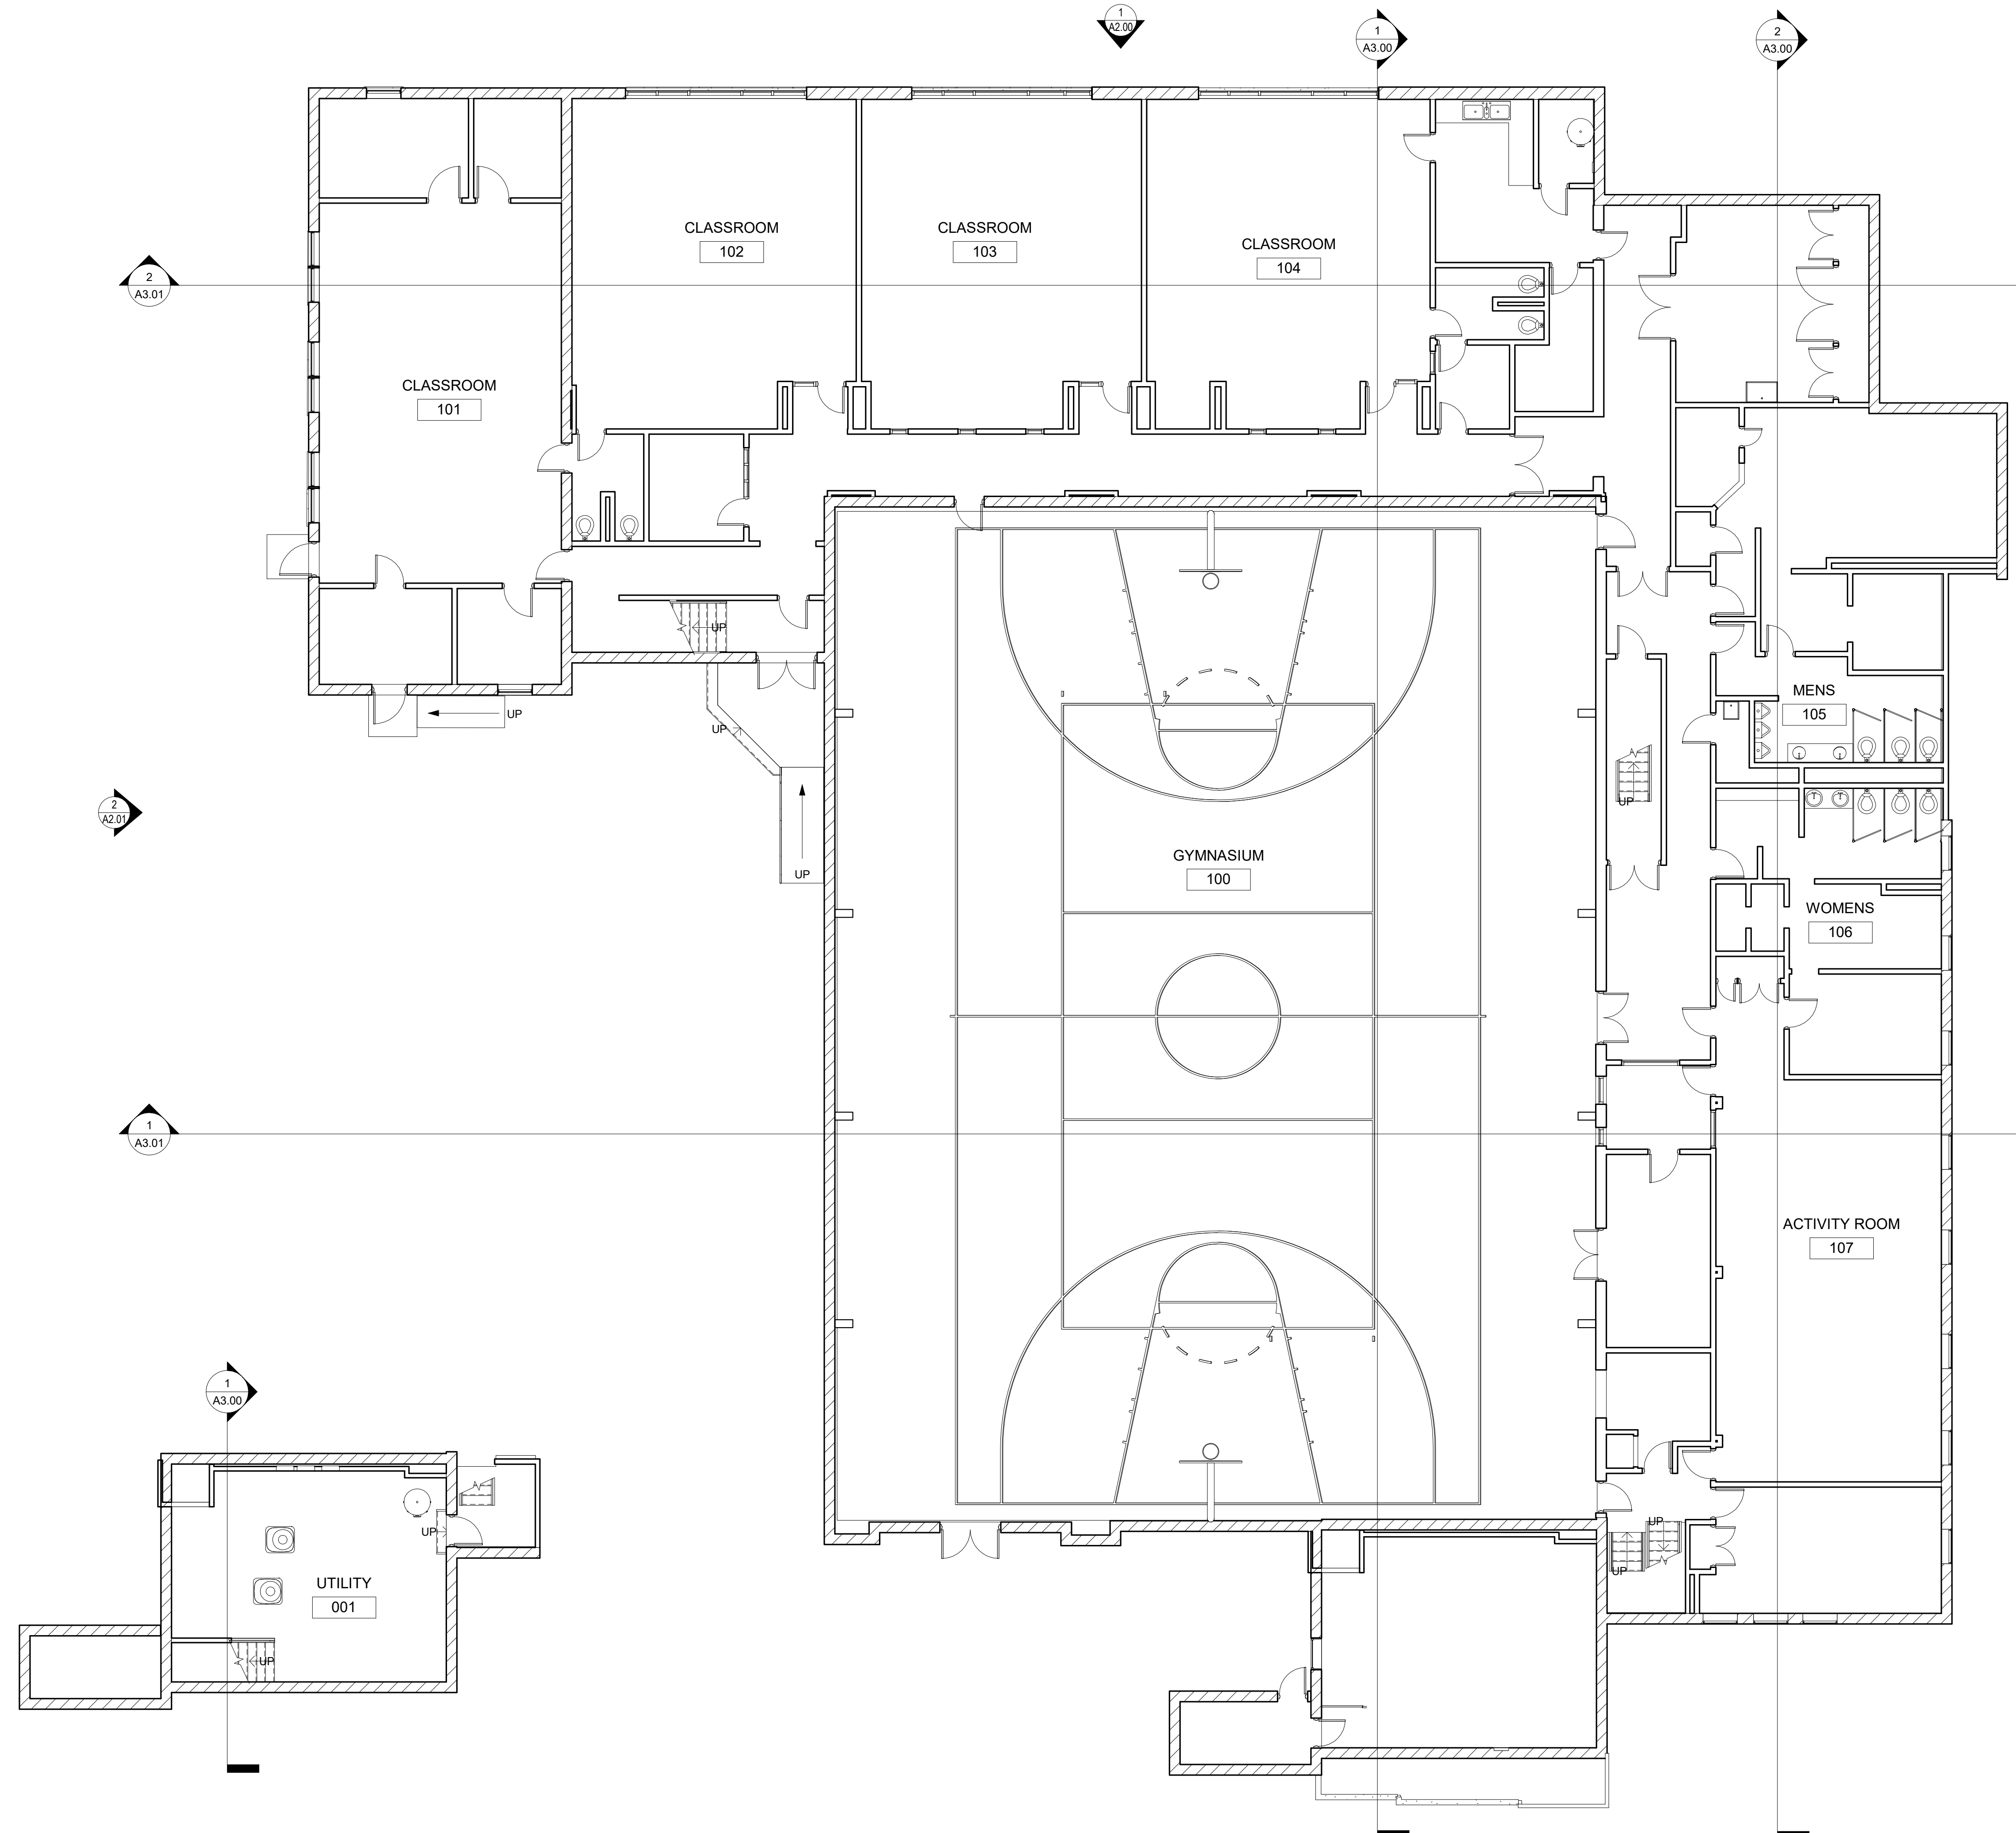 1
A2.00
1
A3.00
2
A3.00
CLASSROOM
102
CLASSROOM
103
CLASSROOM
104
2
A3.01
CLASSROOM
101
UP
UP
UP
MENS
105
UP
2
A2.01
GYMNASIUM
100
UP
WOMENS
106
1
A3.01
ACTIVITY ROOM
107
1
A3.00
UP
UP
UP
UTILITY
001
UP